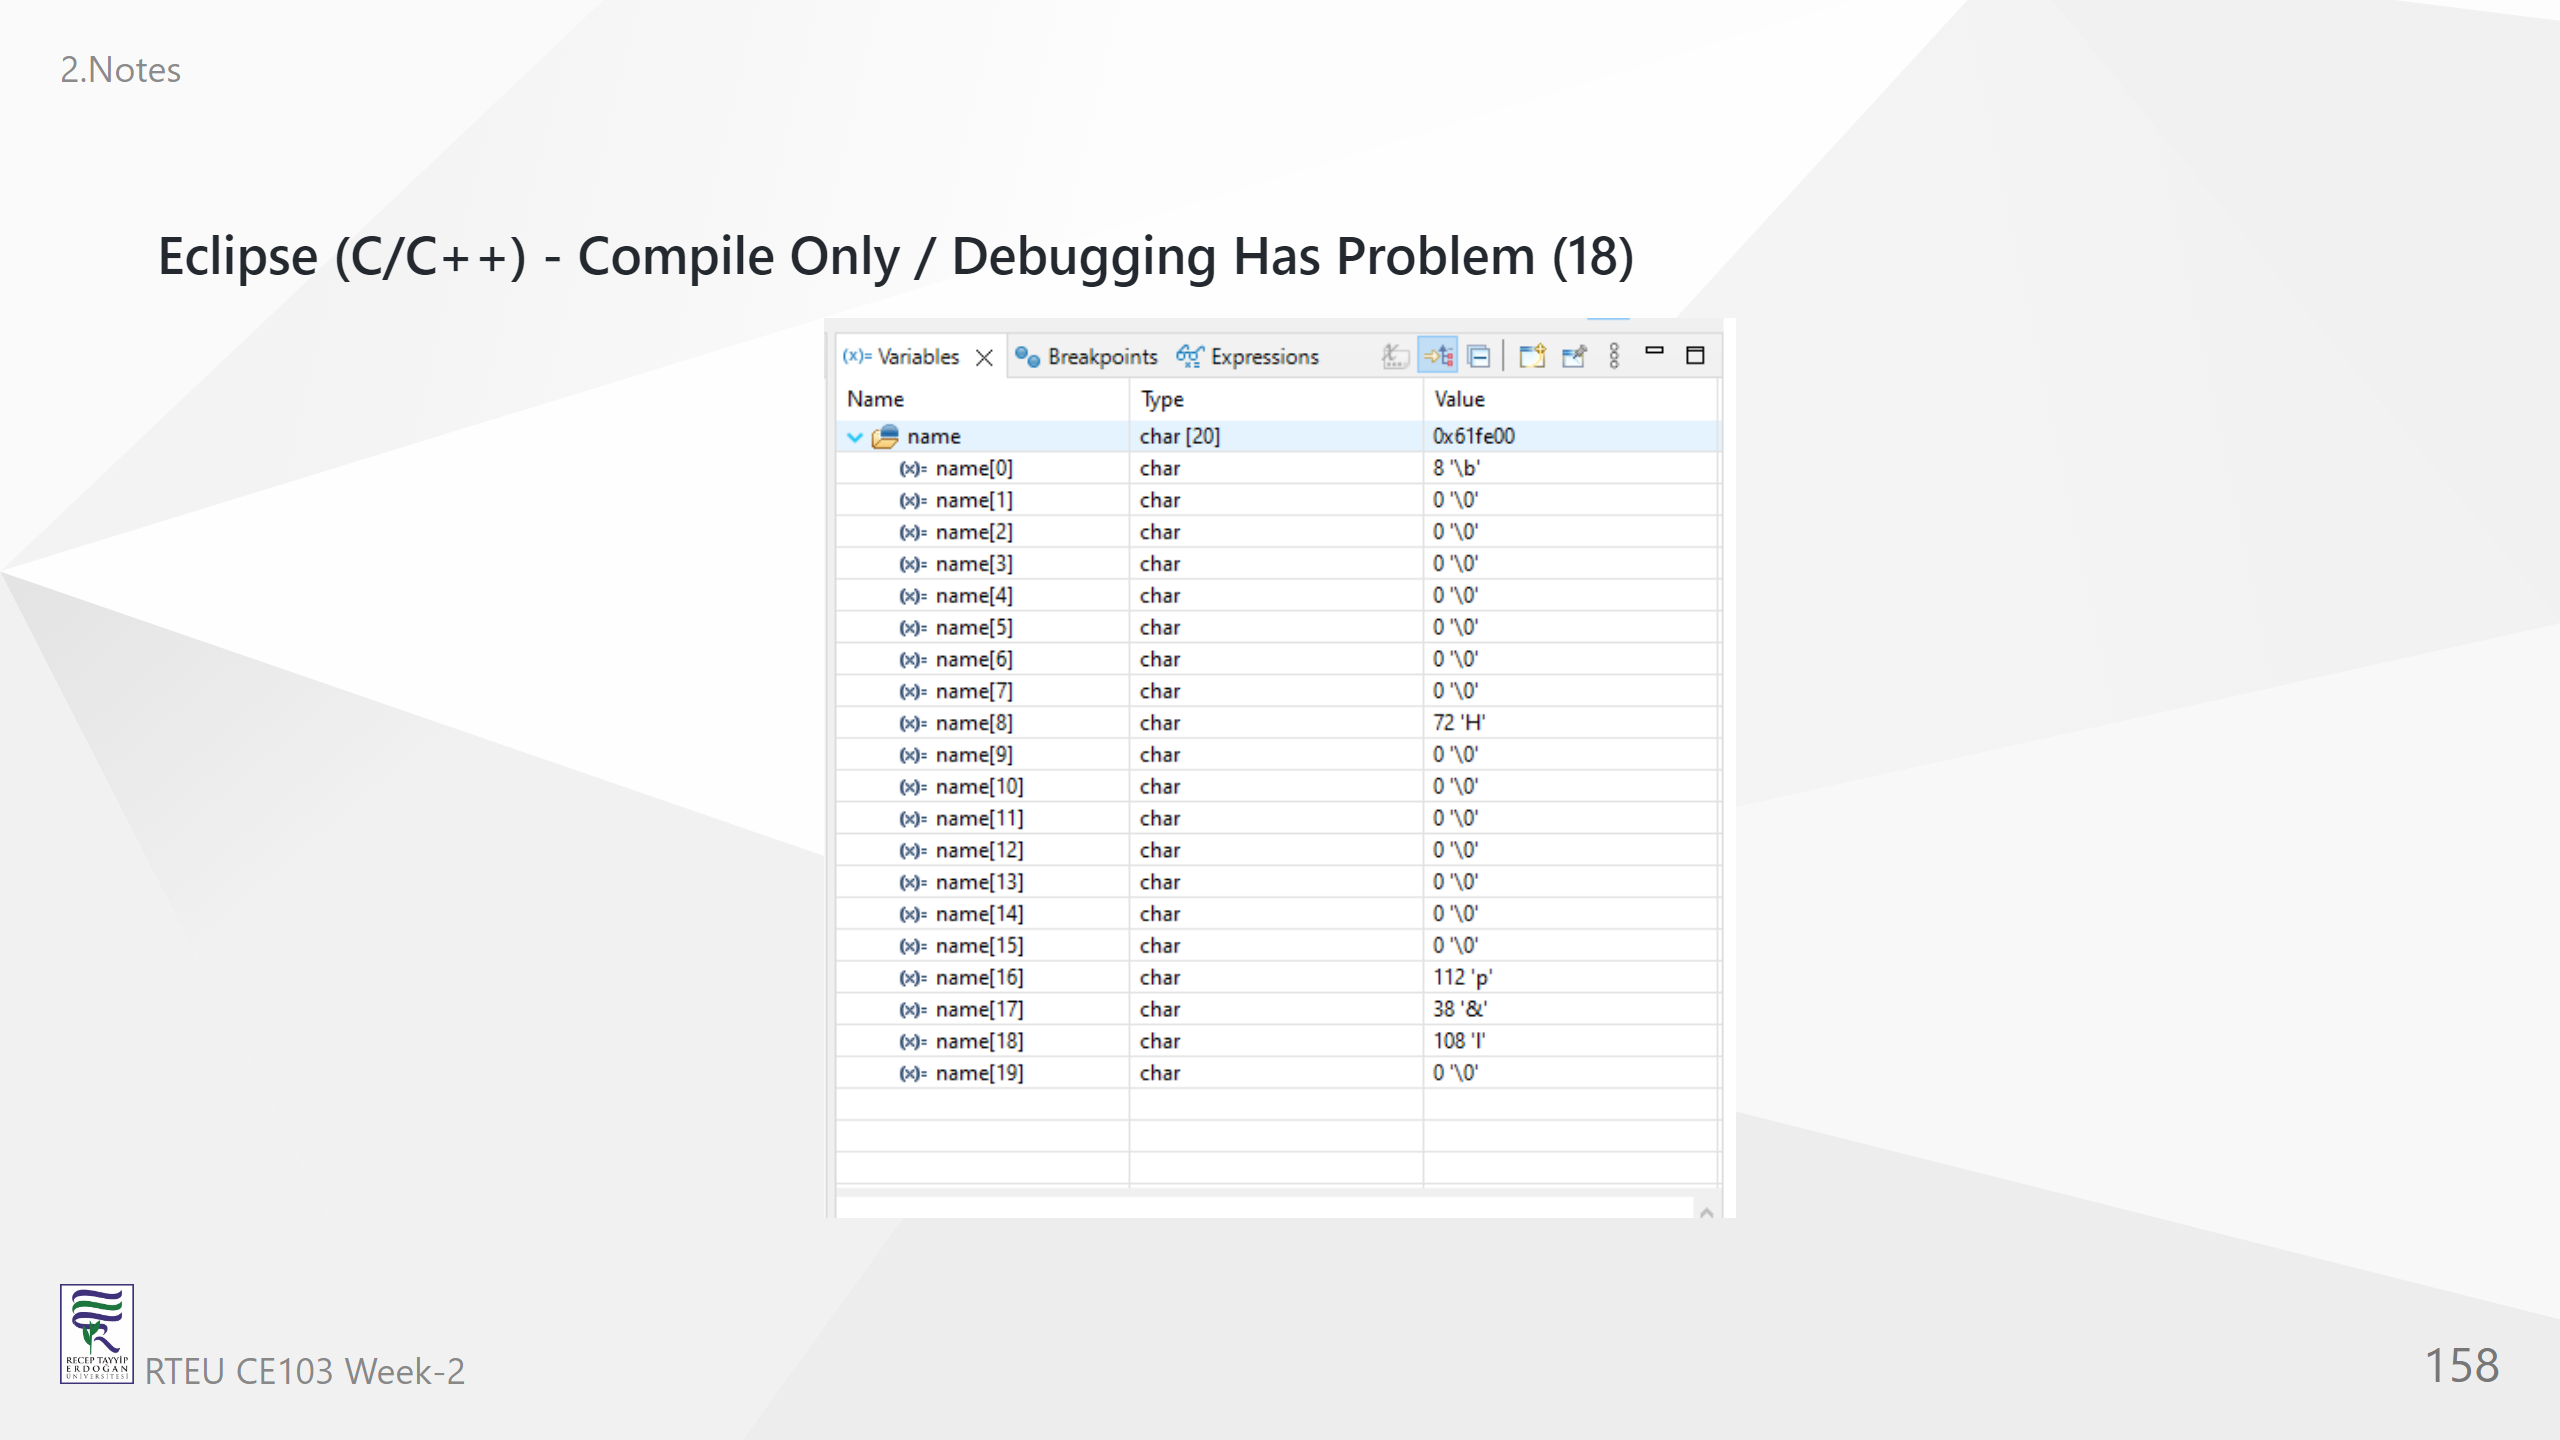 2.Notes
Eclipse (C/C++) - Compile Only / Debugging Has Problem (18)
(x)= Variables Breakpoints Expressions
Name Type Value
name char [20] 0x61fe00
(x)= name[0] char 8 '\b'
(x)= name[1] char 0 '\0'
(x)= name[2] char 0 '\0'
(x)= name[3] char 0 '\0'
(x)= name[4] char 0 '\0'
(x)= name[5] char 0 '\0'
(x)= name[6] char 0 '\0'
(x)= name[7] char 0 '\0'
(x)= name[8] char 72 'H'
(x)= name[9] char 0 '\0'
(x)= name[10] char 0 '\0'
(x)= name[11] char 0 '\0'
(x)= name[12] char 0 '\0'
(x)= name[13] char 0 '\0'
(x)= name[14] char 0 '\0'
(x)= name[15] char 0 '\0'
(x)= name[16] char 112 'p'
(x)= name[17] char 38 '&'
(x)= name[18] char 108 'l'
(x)= name[19] char 0 '\0'
RECEP TAYYİP
ERDOĞAN
ÜNİVERSİTESİ
RTEU CE103 Week-2
158